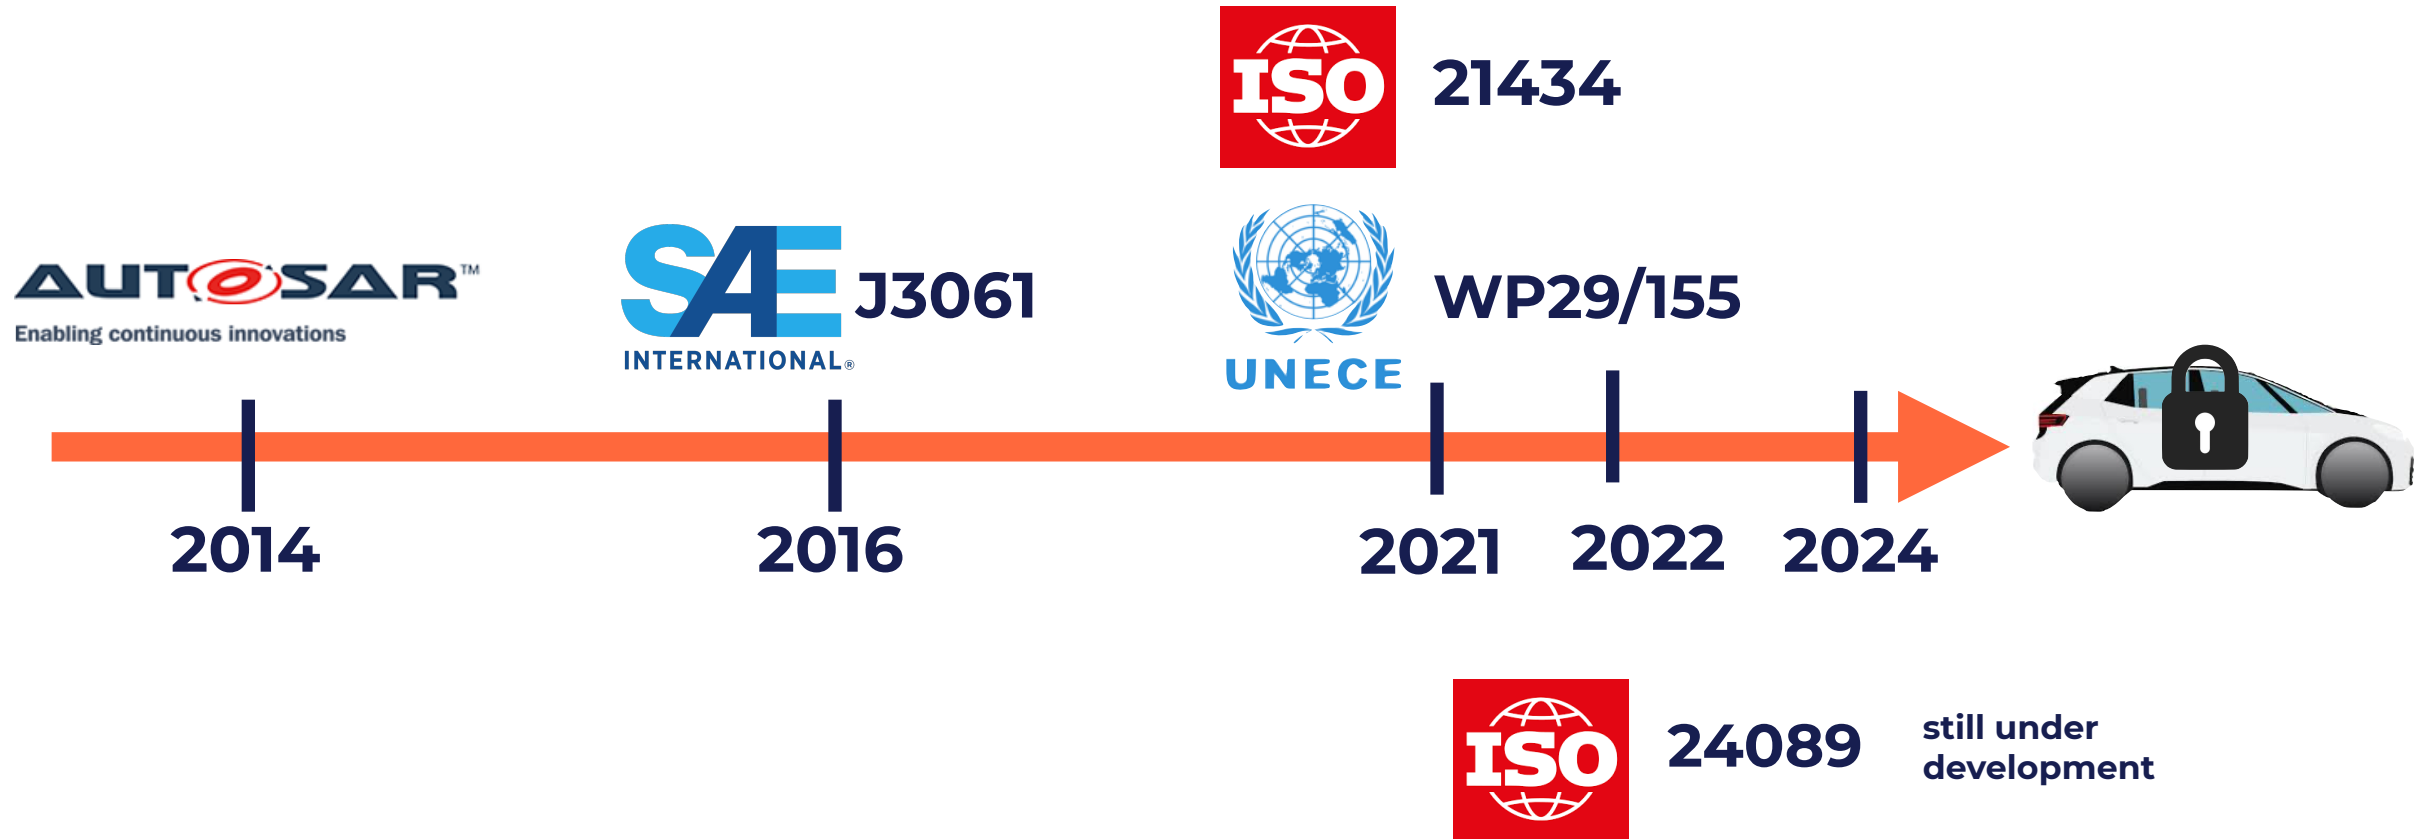 ISO
21434
AUTOSAR™
Enabling continuous innovations
SAE
INTERNATIONAL®
J3061
UNECE
WP29/155
2014
2016
2021
2022
2024
ISO
24089
still under
development